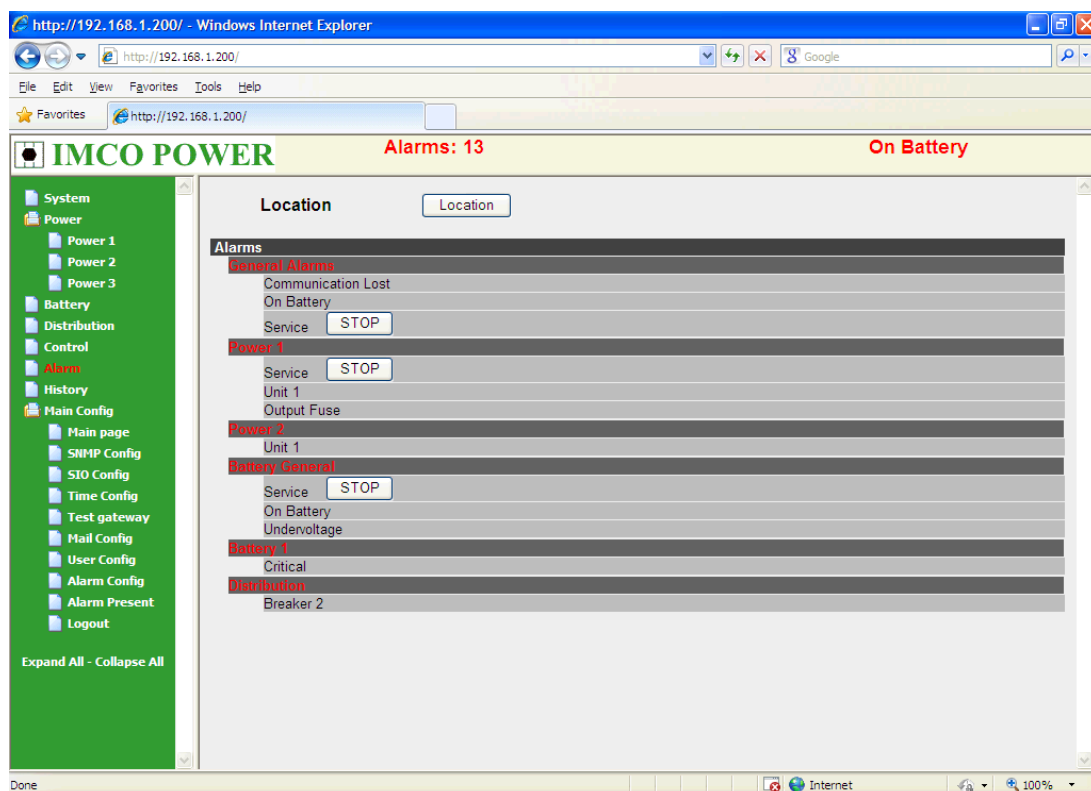 http://192.168.1.200/ - Windows Internet Explorer
http://192.168.1.200/
Google
File Edit View Favorites Tools Help
Favorites
http://192.168.1.200/
IMCO POWER
Alarms: 13
On Battery
System
Power
Power 1
Power 2
Power 3
Battery
Distribution
Control
Alarm
History
Main Config
Main page
SNMP Config
SIO Config
Time Config
Test gateway
Mail Config
User Config
Alarm Config
Alarm Present
Logout
Expand All - Collapse All
Location Location
Alarms
General Alarms
Communication Lost
On Battery
Service STOP
Power 1
Service STOP
Unit 1
Output Fuse
Power 2
Unit 1
Battery General
Service STOP
On Battery
Undervoltage
Battery 1
Critical
Distribution
Breaker 2
Done
Internet
100%